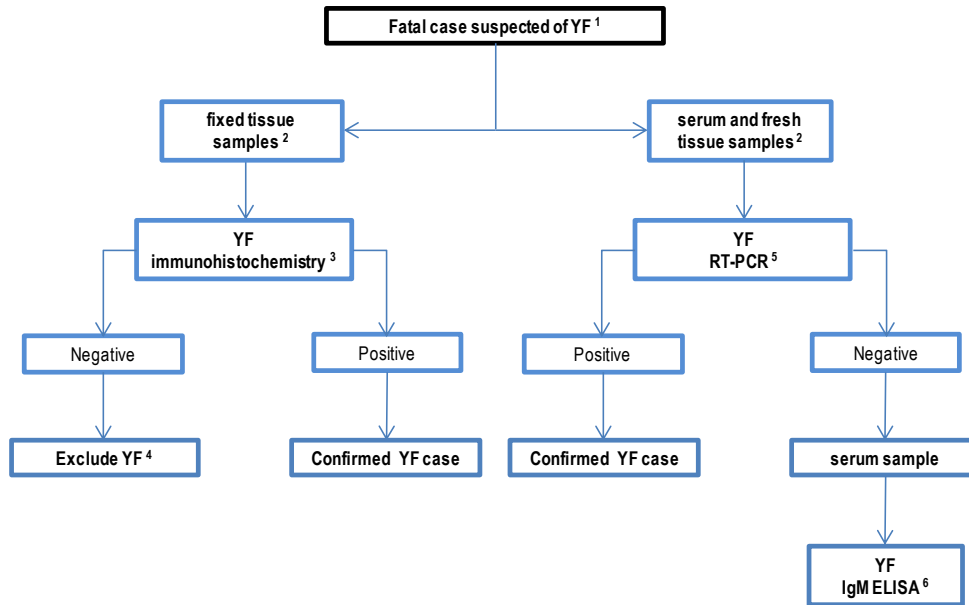 Fatal case suspected of YF 1
fixed tissue
samples 2
serum and fresh
tissue samples 2
YF
immunohistochemistry 3
YF
RT-PCR 5
Negative
Positive
Positive
Negative
Exclude YF 4
Confirmed YF case
Confirmed YF case
serum sample
YF
IgM ELISA 6